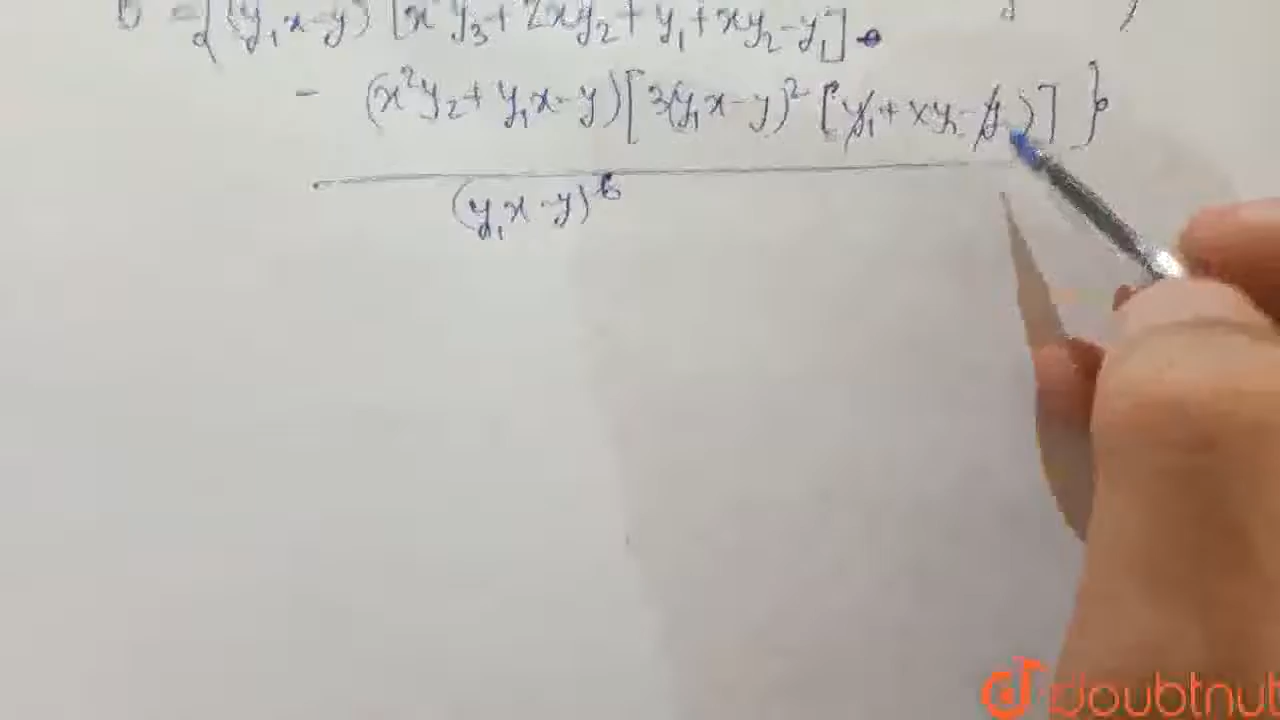 0 = {(y₁x-y)³ [x²y₃+2xy₂+y₁+xy₂-y₁]
- (x²y₂+y₁x-y)[3(y₁x-y)² [y₁+xy₂-y₁)] }
(y₁x-y)⁶
doubtnut